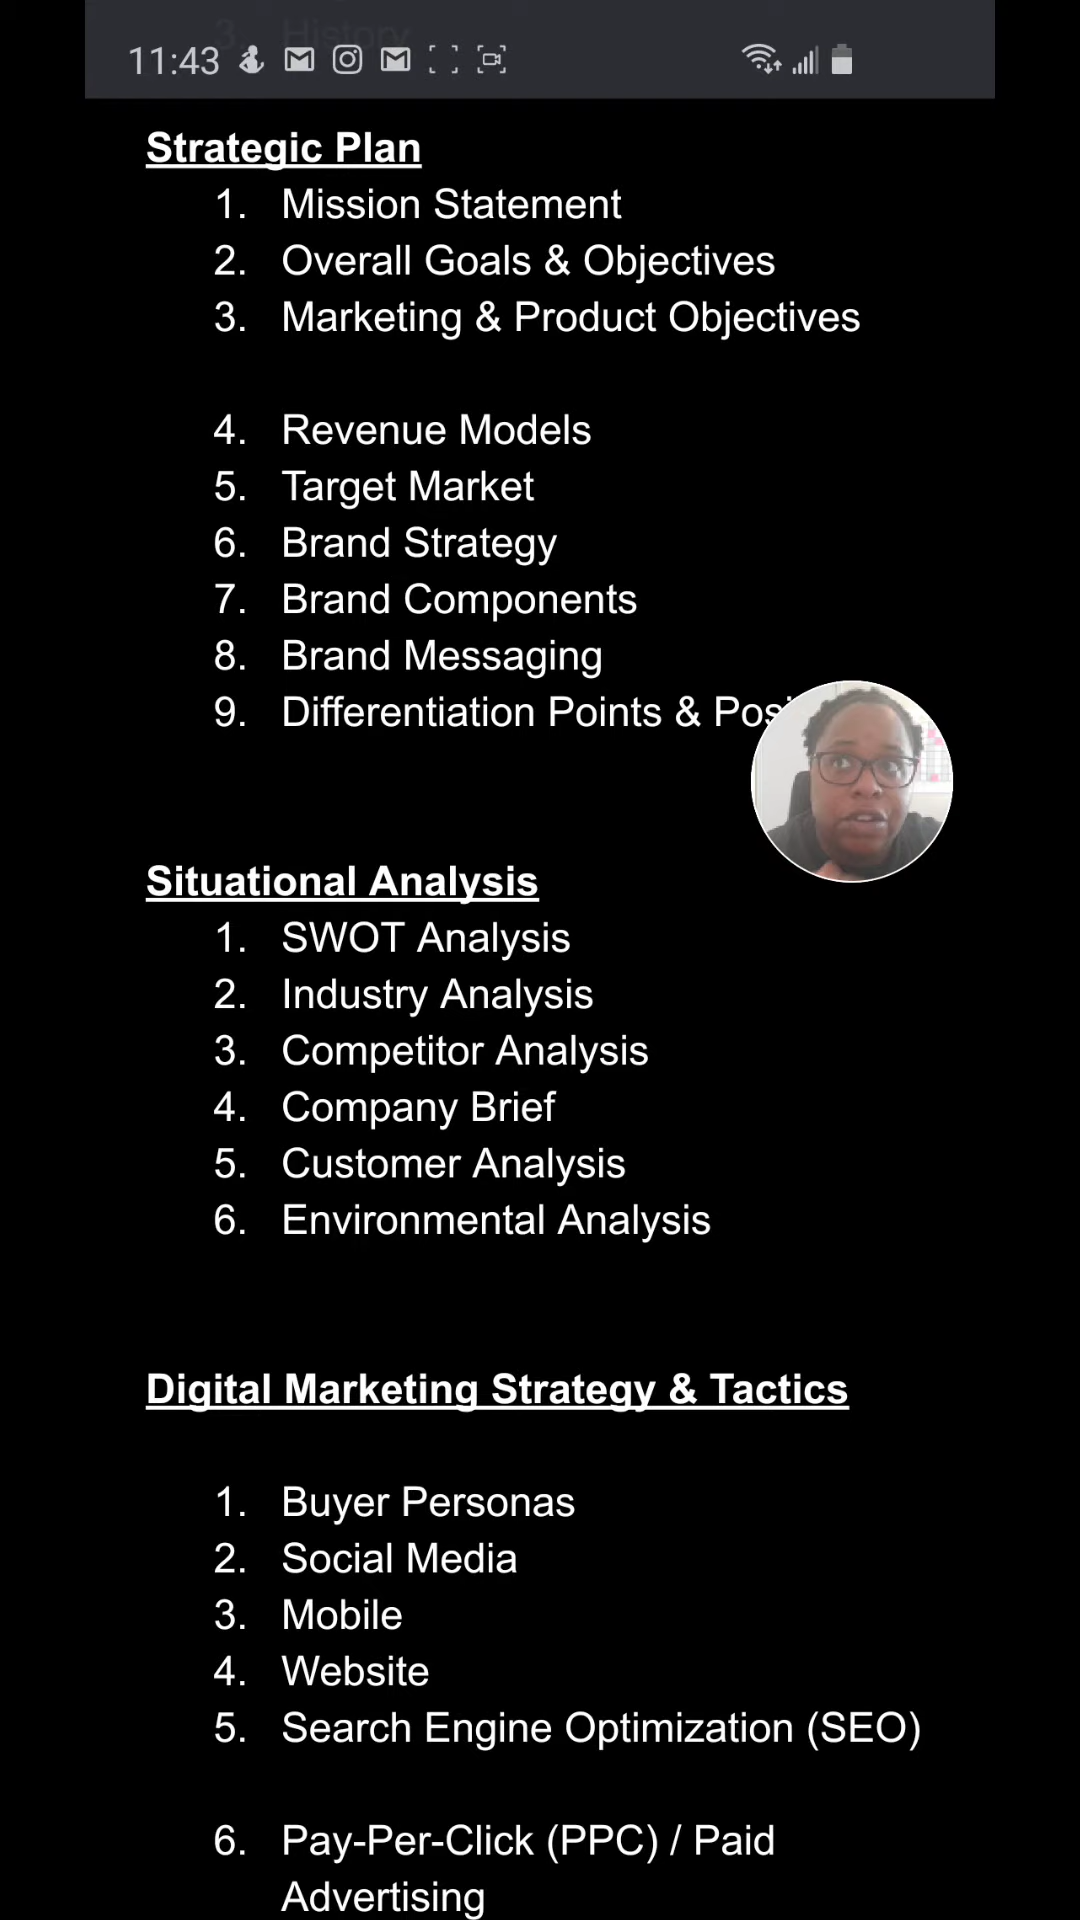 3. History
11:43
Strategic Plan
1. Mission Statement
2. Overall Goals & Objectives
3. Marketing & Product Objectives
4. Revenue Models
5. Target Market
6. Brand Strategy
7. Brand Components
8. Brand Messaging
9. Differentiation Points &
Situational Analysis
1. SWOT Analysis
2. Industry Analysis
3. Competitor Analysis
4. Company Brief
5. Customer Analysis
6. Environmental Analysis
Digital Marketing Strategy & Tactics
1. Buyer Personas
2. Social Media
3. Mobile
4. Website
5. Search Engine Optimization (SEO)
6. Pay-Per-Click (PPC) / Paid
Advertising